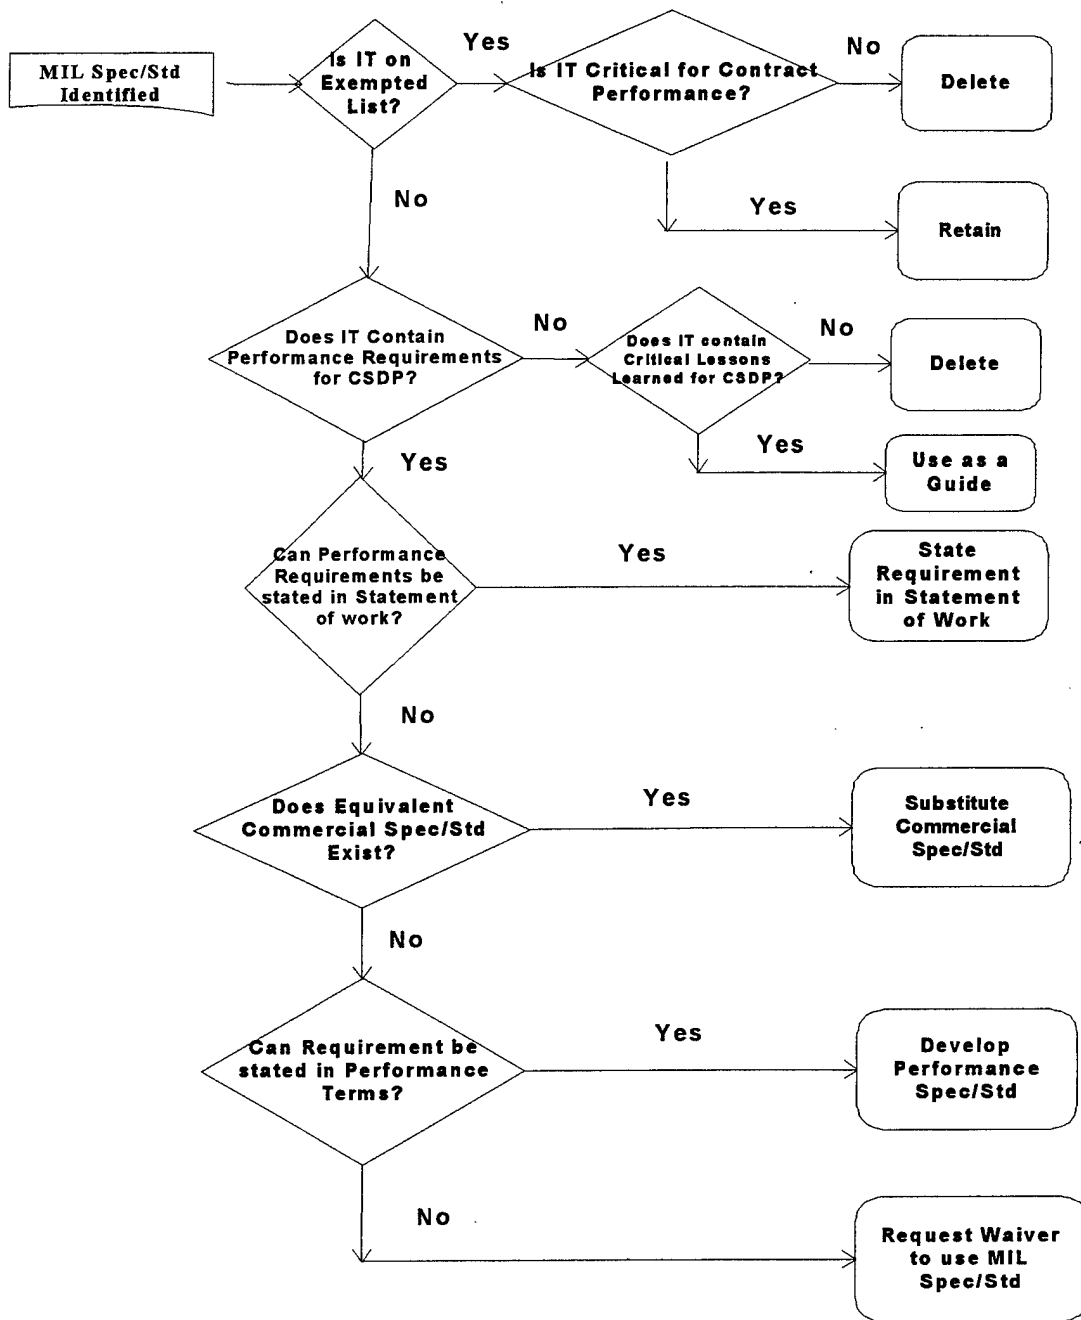 MIL Spec/Std
Identified
Is IT on
Exempted
List?
Yes
Is IT Critical for Contract
Performance?
No
Delete
No
Yes
Retain
Does IT Contain
Performance Requirements
for CSDP?
No
Does IT contain
Critical Lessons
Learned for CSDP?
No
Delete
Yes
Use as a
Guide
Yes
Can Performance
Requirements be
stated in Statement
of work?
Yes
State
Requirement
in Statement
of Work
No
Does Equivalent
Commercial Spec/Std
Exist?
Yes
Substitute
Commercial
Spec/Std
No
Can Requirement be
stated in Performance
Terms?
Yes
Develop
Performance
Spec/Std
No
Request Waiver
to use MIL
Spec/Std